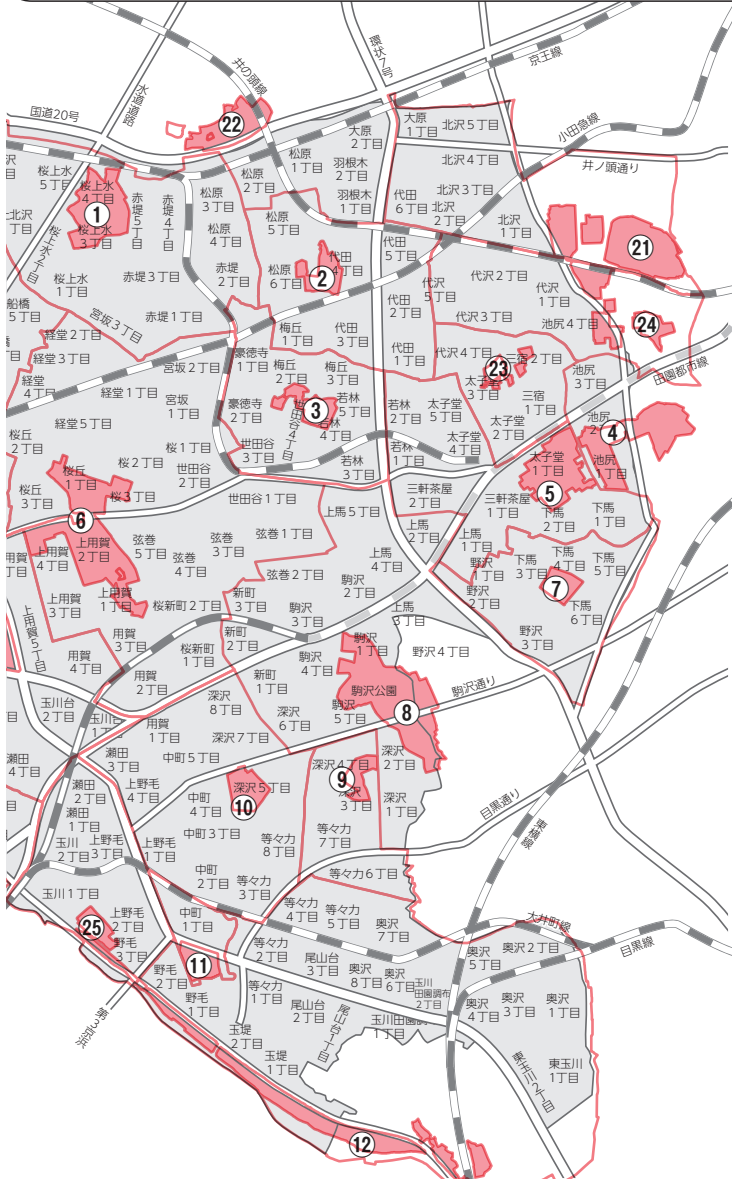 環状7号
京王線
井の頭線
水道道路
国道20号
小田急線
井ノ頭通り
22
大原
2丁目
大原
1丁目
北沢5丁目
松原
1丁目
羽根木
2丁目
北沢4丁目
桜上水
5丁目
桜上水
4丁目
松原
2丁目
羽根木
1丁目
代田
6丁目
北沢3丁目
北沢
2丁目
北沢
1丁目
1
桜上水
3丁目
赤堤5丁目
赤堤4丁目
松原
3丁目
松原
5丁目
松原
4丁目
北沢
丁目
桜上水2丁目
21
2
代田
4丁目
代田
5丁目
桜上水
1丁目
赤堤3丁目
赤堤
2丁目
松原
6丁目
代沢
5丁目
代沢2丁目
代沢
1丁目
船橋
5丁目
宮坂3丁目
赤堤1丁目
代田
2丁目
代沢3丁目
池尻4丁目
24
経堂2丁目
経堂3丁目
梅丘
1丁目
代田
3丁目
代田
1丁目
代沢4丁目
三宿2丁目
田園都市線
経堂
4丁目
経堂1丁目
宮坂2丁目
豪徳寺
1丁目
梅丘
2丁目
梅丘
3丁目
23
太子堂
3丁目
池尻
3丁目
宮坂
1丁目
豪徳寺
2丁目
3
世田谷4丁目
若林
5丁目
若林
4丁目
若林
2丁目
太子堂
5丁目
三宿
1丁目
太子堂
2丁目
池尻
2
4
経堂5丁目
桜丘
2丁目
桜1丁目
世田谷
3丁目
若林
3丁目
若林
1丁目
太子堂
4丁目
太子堂
1丁目
池尻
1丁目
桜2丁目
世田谷
2丁目
桜丘
1丁目
桜3丁目
桜丘
3丁目
世田谷1丁目
三軒茶屋
2丁目
三軒茶屋
1丁目
5
下馬
2丁目
下馬
1丁目
6
上馬5丁目
上馬
2丁目
上馬
1丁目
上用賀
4丁目
上用賀
2丁目
弦巻
5丁目
弦巻
3丁目
弦巻1丁目
弦巻
4丁目
弦巻2丁目
上馬
4丁目
野沢
1丁目
下馬
3丁目
下馬
4丁目
下馬
5丁目
用賀
丁目
上用賀
3丁目
上用賀
1丁目
桜新町2丁目
新町
3丁目
駒沢
2丁目
野沢
2丁目
7
下馬
6丁目
上用賀5丁目
用賀
3丁目
駒沢
3丁目
上馬
3丁目
用賀
4丁目
桜新町
1丁目
新町
2丁目
駒沢
4丁目
駒沢
1丁目
野沢4丁目
野沢
3丁目
用賀
2丁目
新町
1丁目
駒沢公園
駒沢通り
玉川台
2丁目
玉川台
1丁
用賀
1丁目
深沢
8丁目
深沢
6丁目
駒沢
5丁目
8
瀬田
4丁目
瀬田
3丁目
中町5丁目
深沢7丁目
深沢4丁目
深沢
2丁目
瀬田
2丁目
上野毛
4丁目
深沢5丁目
10
9
深沢
3丁目
深沢
1丁目
目黒通り
瀬田
1丁目
中町
4丁目
玉川
2丁目
上野毛
3丁目
上野毛
1丁目
中町3丁目
等々力
8丁目
等々力
7丁目
東横線
中町
2丁目
等々力
3丁目
等々力6丁目
玉川1丁目
上野毛
2丁目
25
野毛
3丁目
中町
1丁目
等々力
4丁目
等々力
5丁目
奥沢
7丁目
大井町線
目黒線
11
野毛
2丁目
等々力
2丁目
尾山台
3丁目
奥沢
8丁目
奥沢
6丁目
奥沢
5丁目
奥沢2丁目
第3京浜
野毛
1丁目
等々力
1丁目
尾山台
2丁目
尾山台1丁目
玉川
田園調布
2丁目
玉川田園調
1丁目
奥沢
4丁目
奥沢
3丁目
奥沢
1丁目
玉堤
2丁目
玉堤
1丁目
東玉川2丁目
東玉川
1丁目
12